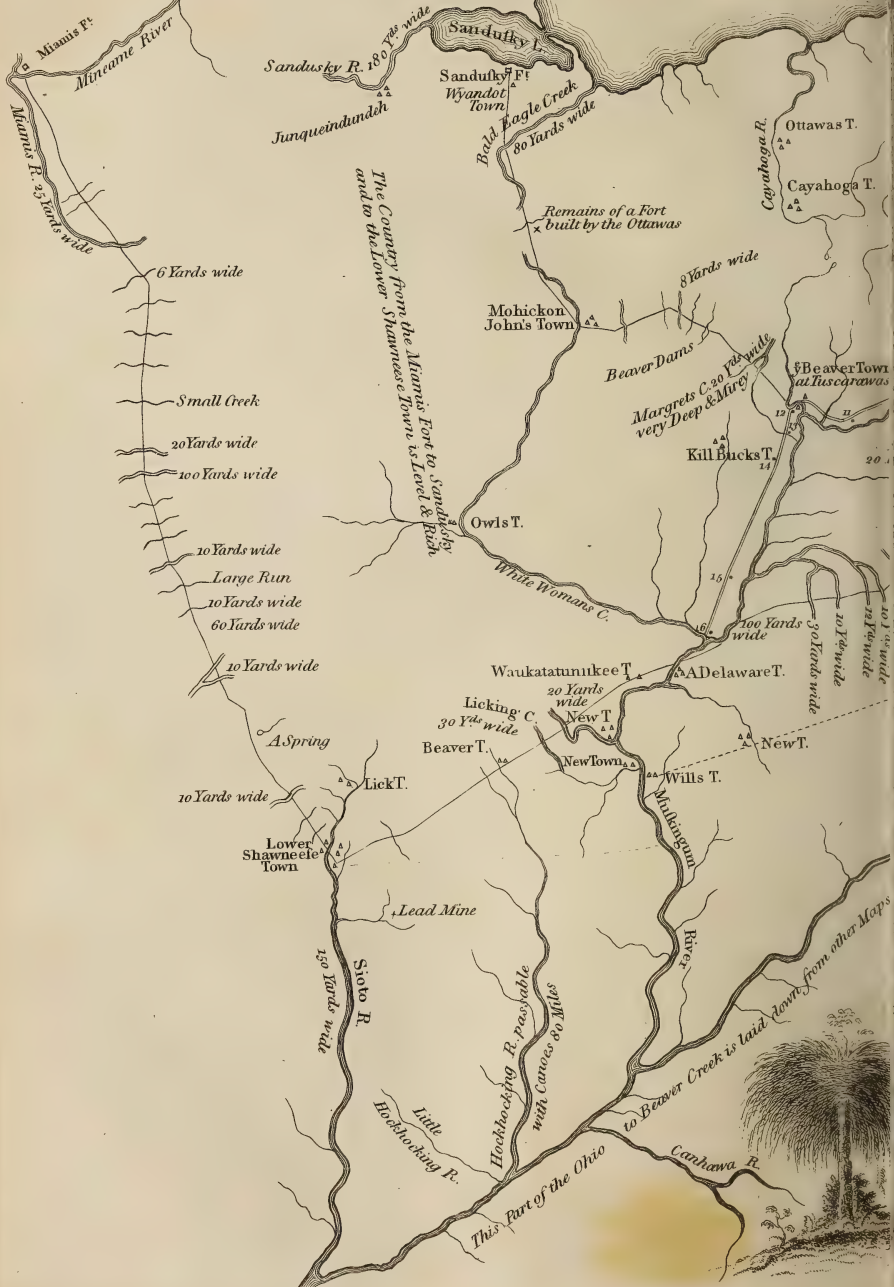 Miamis Ft.
Mineame River
Sandusky R. 180 Yds wide
Sandusky L.
Sandusky Ft.
Wyandot
Town
Junqueindundeh
Bald Eagle Creek
80 Yards wide
Cayahoga R.
Ottawas T.
Cayahoga T.
Miamis R. 25 Yards wide
The Country from the Miamis Fort to Sandusky
and to the Lower Shawneese Town is Level & Rich
Remains of a Fort
built by the Ottawas
6 Yards wide
8 Yards wide
Mohickon
John's Town
Beaver Dams
Margrets C. 20 Yds wide
very Deep & Mirey
Beaver Town
at Tuscarawas
11
12
13
Small Creek
20 Yards wide
100 Yards wide
Kill Bucks T.
14
20
Owls T.
10 Yards wide
Large Run
10 Yards wide
60 Yards wide
White Womans C.
15
16
100 Yards
wide
30 Yards wide
10 Yds wide
12 Yds wide
10 Yds wide
10 Yards wide
Waukatatunikee T.
A Delaware T.
20 Yards
wide
Licking C.
30 Yds wide
New T
A Spring
Beaver T.
New Town
Wills T.
New T.
Lick T.
10 Yards wide
Muskingum
River
Lower
Shawneese
Town
Lead Mine
Sioto R.
150 Yards wide
Hockhocking R. passable
with Canoes 80 Miles
Little
Hockhocking R.
This Part of the Ohio to Beaver Creek is laid down from other Maps
Canhawa R.